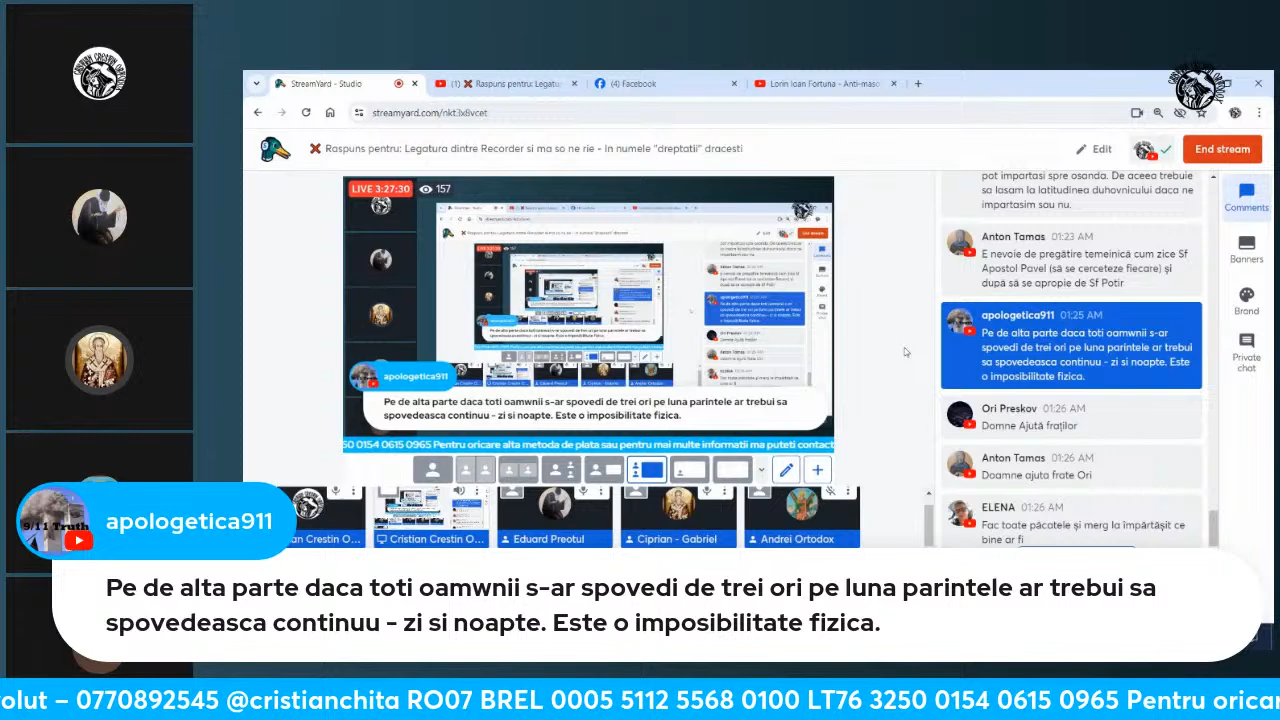 StreamYard - Studio
(1) ❌ Raspuns pentru: Legatu
(4) Facebook
Lorin Ioan Fortuna - Anti-maso
streamyard.com/nkt3x8vcet
❌ Raspuns pentru: Legatura dintre Recorder si ma so ne rie - in numele "dreptatii" dracesti
Edit
End stream
LIVE 3:27:30
157
pot impartasi spre osanda. De aceea trebuie
sa lasam la latitudinea duhovnicului daca ne
impartasim sau nu.
Anton Tamas 01:23 AM
E nevoie de pregătire temeinică cum zice Sf
Apostol Pavel (să se cerceteze fiecare) și
după să se apropie de Sf Potir
apologetica911 01:25 AM
Pe de alta parte daca toti oamwnii s-ar
spovedi de trei ori pe luna parintele ar trebui
sa spovedeasca continuu - zi si noapte. Este
o imposibilitate fizica.
Ori Preskov 01:26 AM
Domne Ajută fraților
Anton Tamas 01:26 AM
Doamne ajuta frate Ori
ELENA 01:26 AM
Fac toate păcatele și merg la împărtășit ce
bine ar fi
Comments
Banners
Brand
Private
chat
apologetica911
Pe de alta parte daca toti oamwnii s-ar spovedi de trei ori pe luna parintele ar trebui sa
spovedeasca continuu - zi si noapte. Este o imposibilitate fizica.
50 0154 0615 0965 Pentru oricare alta metoda de plata sau pentru mai multe informatii ma puteti contact
an Crestin O...
Cristian Crestin O...
Eduard Preotul
Ciprian - Gabriel
Andrei Ortodox
9/11 Truth
apologetica911
Pe de alta parte daca toti oamwnii s-ar spovedi de trei ori pe luna parintele ar trebui sa
spovedeasca continuu - zi si noapte. Este o imposibilitate fizica.
volut – 0770892545 @cristianchita RO07 BREL 0005 5112 5568 0100 LT76 3250 0154 0615 0965 Pentru oricar